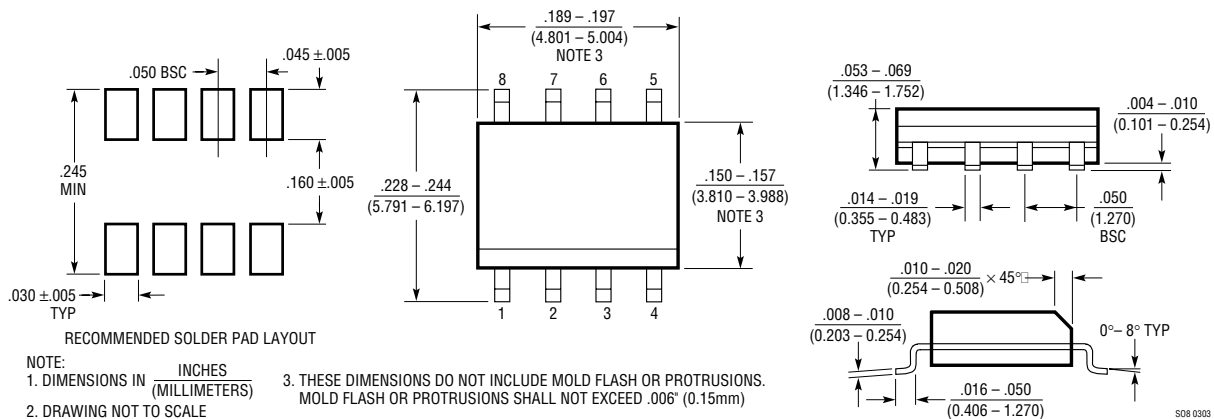 .050 BSC
.045 ±.005
.245
MIN
.160 ±.005
.030 ±.005
TYP
RECOMMENDED SOLDER PAD LAYOUT
.189 – .197
(4.801 – 5.004)
NOTE 3
8 7 6 5
.228 – .244
(5.791 – 6.197)
.150 – .157
(3.810 – 3.988)
NOTE 3
1 2 3 4
.053 – .069
(1.346 – 1.752)
.004 – .010
(0.101 – 0.254)
.014 – .019
(0.355 – 0.483)
TYP
.050
(1.270)
BSC
.010 – .020
(0.254 – 0.508)
× 45°
.008 – .010
(0.203 – 0.254)
0°– 8° TYP
.016 – .050
(0.406 – 1.270)
NOTE:
1. DIMENSIONS IN INCHES
(MILLIMETERS)
2. DRAWING NOT TO SCALE
3. THESE DIMENSIONS DO NOT INCLUDE MOLD FLASH OR PROTRUSIONS.
MOLD FLASH OR PROTRUSIONS SHALL NOT EXCEED .006" (0.15mm)
SO8 0303